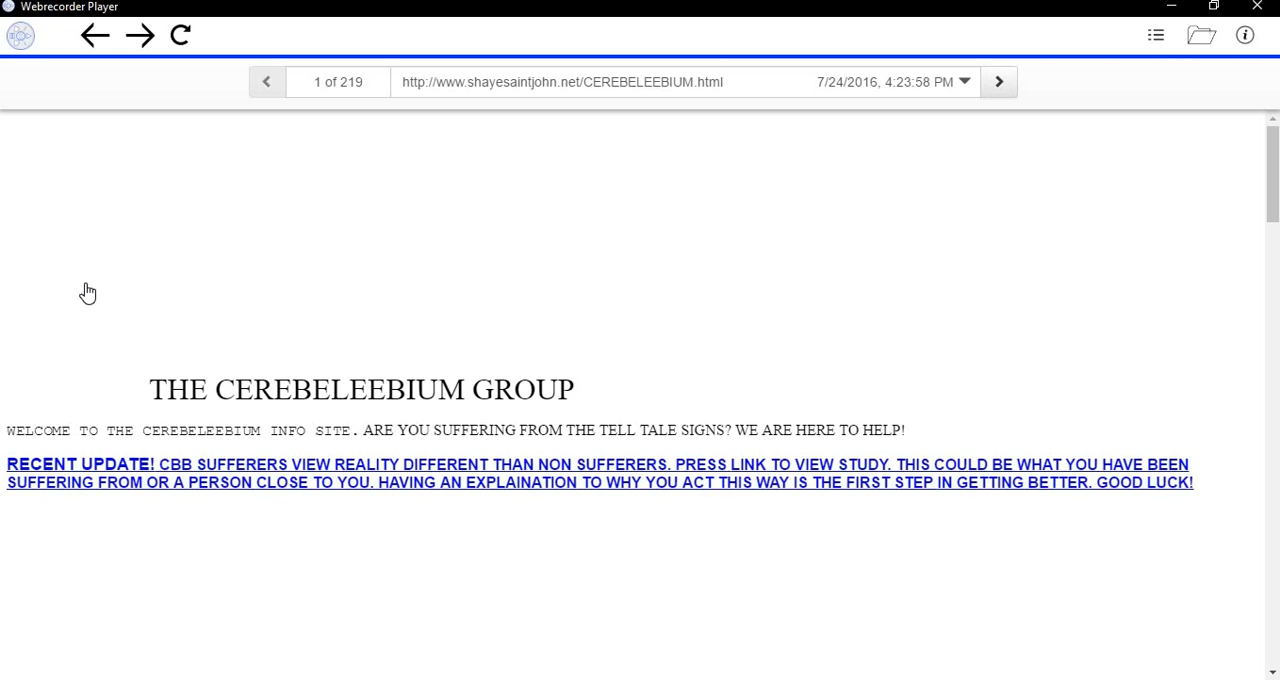 Webrecorder Player
1 of 219 http://www.shayesaintjohn.net/CEREBELEEBIUM.html 7/24/2016, 4:23:58 PM
THE CEREBELEEBIUM GROUP
WELCOME TO THE CEREBELEEBIUM INFO SITE. ARE YOU SUFFERING FROM THE TELL TALE SIGNS? WE ARE HERE TO HELP!
RECENT UPDATE! CBB SUFFERERS VIEW REALITY DIFFERENT THAN NON SUFFERERS. PRESS LINK TO VIEW STUDY. THIS COULD BE WHAT YOU HAVE BEEN
SUFFERING FROM OR A PERSON CLOSE TO YOU. HAVING AN EXPLAINATION TO WHY YOU ACT THIS WAY IS THE FIRST STEP IN GETTING BETTER. GOOD LUCK!